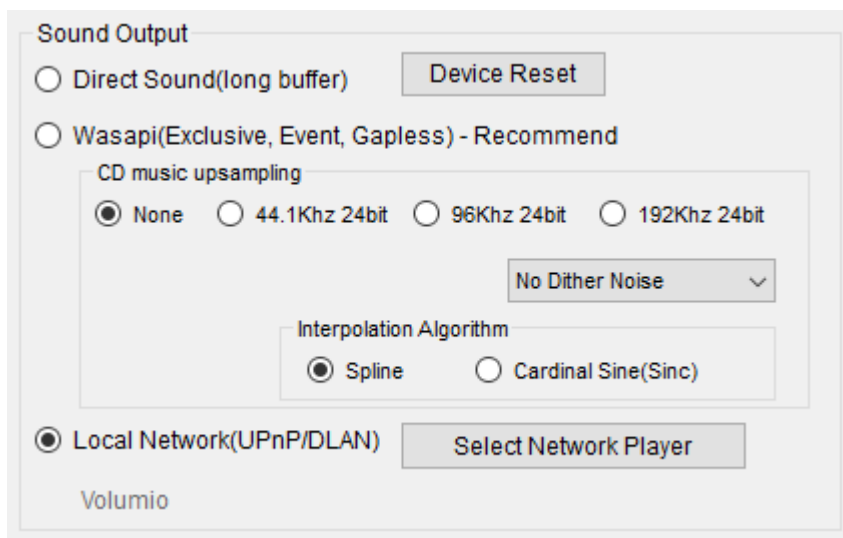 Sound Output
Direct Sound(long buffer) Device Reset
Wasapi(Exclusive, Event, Gapless) - Recommend
CD music upsampling
None 44.1Khz 24bit 96Khz 24bit 192Khz 24bit
No Dither Noise
Interpolation Algorithm
Spline Cardinal Sine(Sinc)
Local Network(UPnP/DLAN) Select Network Player
Volumio